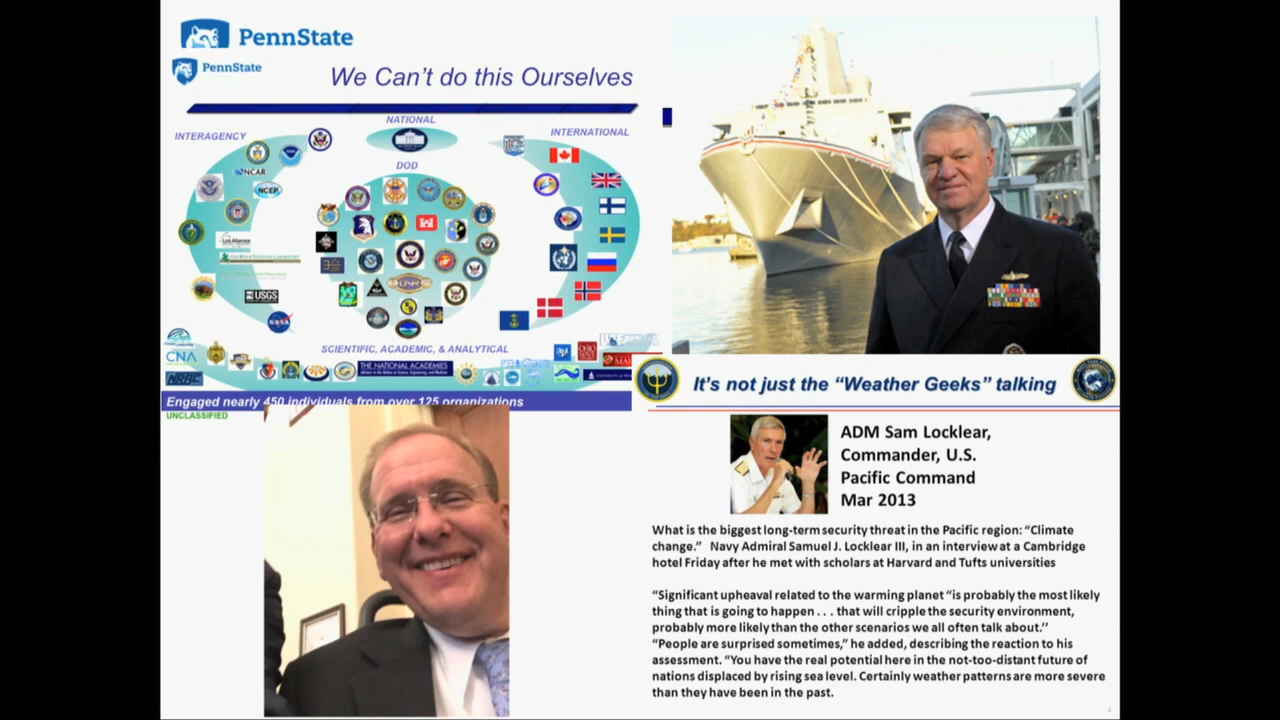 PennState
PennState
We Can't do this Ourselves
NATIONAL
INTERAGENCY
INTERNATIONAL
DOD
NCAR
NCEP
Los Alamos
USGS
NASA
CNA
SCIENTIFIC, ACADEMIC, & ANALYTICAL
THE NATIONAL ACADEMIES
Engaged nearly 450 individuals from over 125 organizations
UNCLASSIFIED
It's not just the “Weather Geeks” talking
ADM Sam Locklear,
Commander, U.S.
Pacific Command
Mar 2013
What is the biggest long-term security threat in the Pacific region: “Climate
change.” Navy Admiral Samuel J. Locklear III, in an interview at a Cambridge
hotel Friday after he met with scholars at Harvard and Tufts universities
“Significant upheaval related to the warming planet “is probably the most likely
thing that is going to happen . . . that will cripple the security environment,
probably more likely than the other scenarios we all often talk about.’’
“People are surprised sometimes,” he added, describing the reaction to his
assessment. “You have the real potential here in the not-too-distant future of
nations displaced by rising sea level. Certainly weather patterns are more severe
than they have been in the past.
4